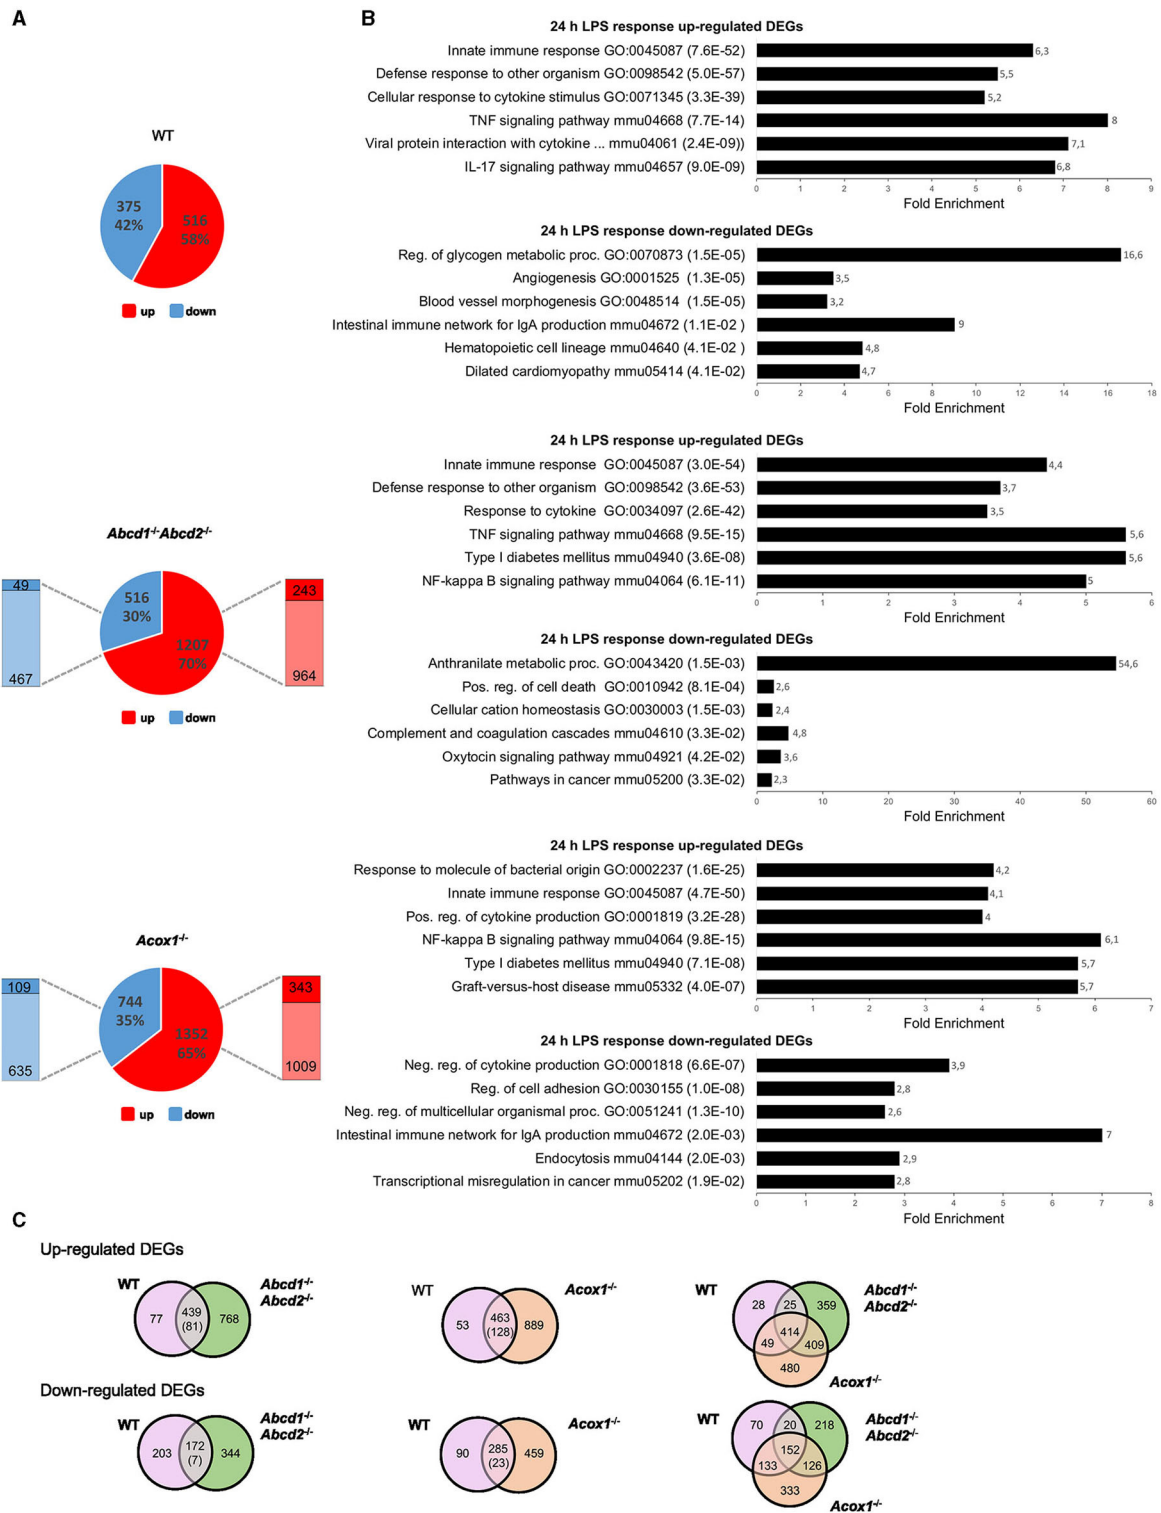 A
WT
375
42%
516
58%
up down
Abcd1-/-Abcd2-/-
49
467
516
30%
1207
70%
243
964
up down
Acox1-/-
109
635
744
35%
1352
65%
343
1009
up down
B
24 h LPS response up-regulated DEGs
Innate immune response GO:0045087 (7.6E-52) 6,3
Defense response to other organism GO:0098542 (5.0E-57) 5,5
Cellular response to cytokine stimulus GO:0071345 (3.3E-39) 5,2
TNF signaling pathway mmu04668 (7.7E-14) 8
Viral protein interaction with cytokine ... mmu04061 (2.4E-09)) 7,1
IL-17 signaling pathway mmu04657 (9.0E-09) 6,8
0 1 2 3 4 5 6 7 8 9
Fold Enrichment
24 h LPS response down-regulated DEGs
Reg. of glycogen metabolic proc. GO:0070873 (1.5E-05) 16,6
Angiogenesis GO:0001525 (1.3E-05) 3,5
Blood vessel morphogenesis GO:0048514 (1.5E-05) 3,2
Intestinal immune network for IgA production mmu04672 (1.1E-02 ) 9
Hematopoietic cell lineage mmu04640 (4.1E-02 ) 4,8
Dilated cardiomyopathy mmu05414 (4.1E-02) 4,7
0 2 4 6 8 10 12 14 16 18
Fold Enrichment
24 h LPS response up-regulated DEGs
Innate immune response GO:0045087 (3.0E-54) 4,4
Defense response to other organism GO:0098542 (3.6E-53) 3,7
Response to cytokine GO:0034097 (2.6E-42) 3,5
TNF signaling pathway mmu04668 (9.5E-15) 5,6
Type I diabetes mellitus mmu04940 (3.6E-08) 5,6
NF-kappa B signaling pathway mmu04064 (6.1E-11) 5
0 1 2 3 4 5 6
Fold Enrichment
24 h LPS response down-regulated DEGs
Anthranilate metabolic proc. GO:0043420 (1.5E-03) 54,6
Pos. reg. of cell death GO:0010942 (8.1E-04) 2,6
Cellular cation homeostasis GO:0030003 (1.5E-03) 2,4
Complement and coagulation cascades mmu04610 (3.3E-02) 4,8
Oxytocin signaling pathway mmu04921 (4.2E-02) 3,6
Pathways in cancer mmu05200 (3.3E-02) 2,3
0 10 20 30 40 50 60
Fold Enrichment
24 h LPS response up-regulated DEGs
Response to molecule of bacterial origin GO:0002237 (1.6E-25) 4,2
Innate immune response GO:0045087 (4.7E-50) 4,1
Pos. reg. of cytokine production GO:0001819 (3.2E-28) 4
NF-kappa B signaling pathway mmu04064 (9.8E-15) 6,1
Type I diabetes mellitus mmu04940 (7.1E-08) 5,7
Graft-versus-host disease mmu05332 (4.0E-07) 5,7
0 1 2 3 4 5 6 7
Fold Enrichment
24 h LPS response down-regulated DEGs
Neg. reg. of cytokine production GO:0001818 (6.6E-07) 3,9
Reg. of cell adhesion GO:0030155 (1.0E-08) 2,8
Neg. reg. of multicellular organismal proc. GO:0051241 (1.3E-10) 2,6
Intestinal immune network for IgA production mmu04672 (2.0E-03) 7
Endocytosis mmu04144 (2.0E-03) 2,9
Transcriptional misregulation in cancer mmu05202 (1.9E-02) 2,8
0 1 2 3 4 5 6 7 8
Fold Enrichment
C
Up-regulated DEGs
WT
Abcd1-/-
Abcd2-/-
77
439
(81)
768
WT
Acox1-/-
53
463
(128)
889
WT
Abcd1-/-
Abcd2-/-
28 25 359
414
49 409
480
Acox1-/-
Down-regulated DEGs
WT
Abcd1-/-
Abcd2-/-
203
172
(7)
344
WT
Acox1-/-
90
285
(23)
459
WT
Abcd1-/-
Abcd2-/-
70 20 218
152
133 126
333
Acox1-/-